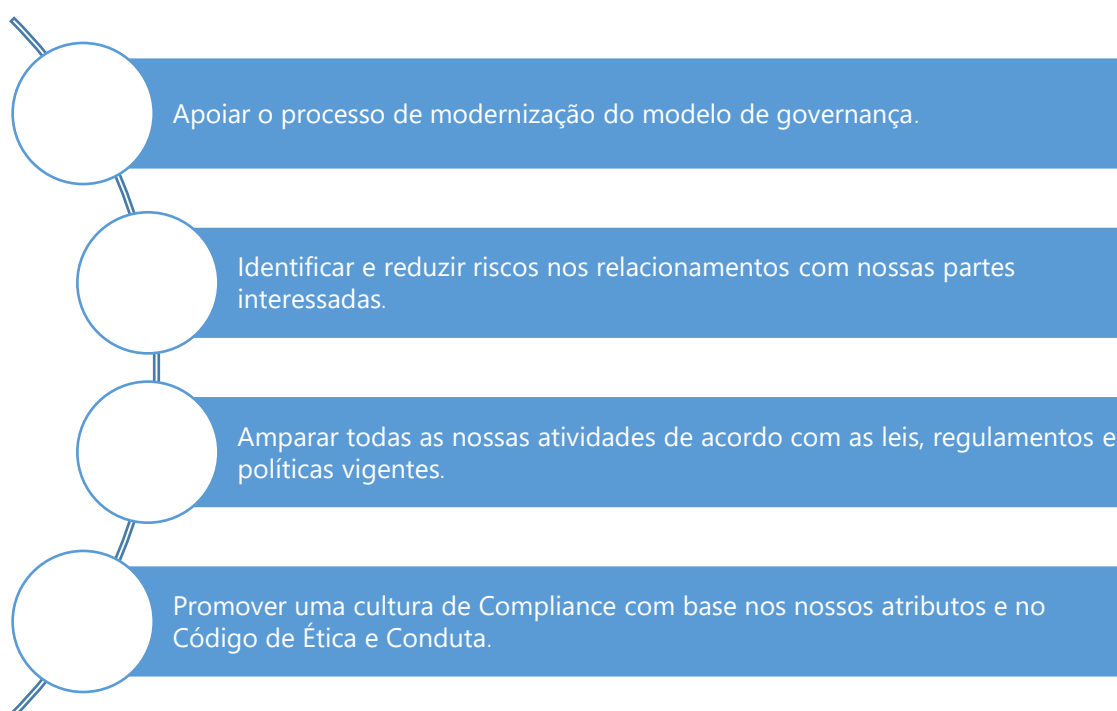 Apoiar o processo de modernização do modelo de governança.
Identificar e reduzir riscos nos relacionamentos com nossas partes
interessadas.
Amparar todas as nossas atividades de acordo com as leis, regulamentos e
políticas vigentes.
Promover uma cultura de Compliance com base nos nossos atributos e no
Código de Ética e Conduta.